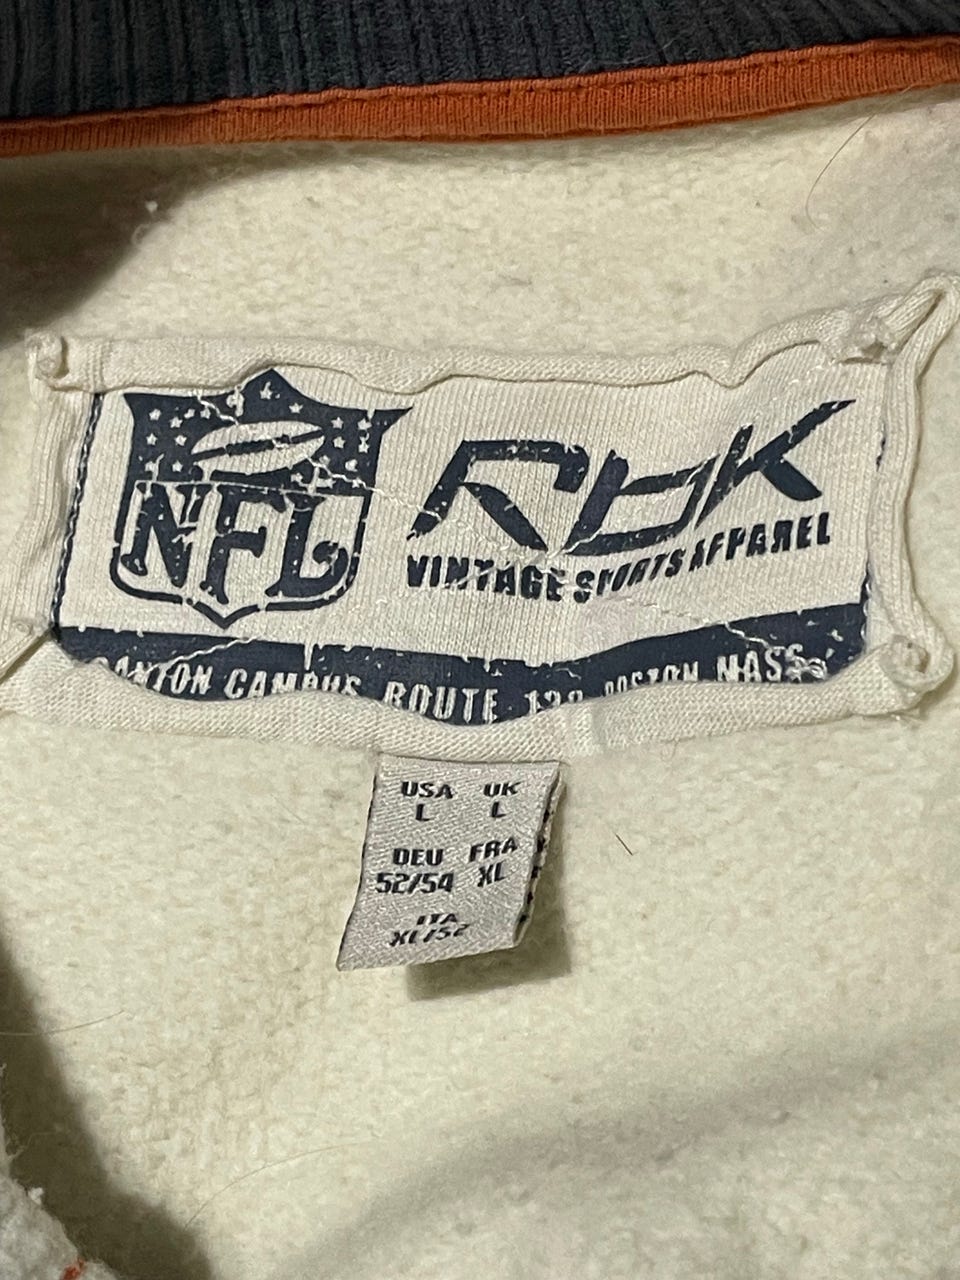 NFL
RbK
VINTAGE SPORTS APPAREL
CANTON CAMPUS ROUTE 138 BOSTON MASS.
USA UK
L L
DEU FRA
52/54 XL
ITA
XL/52